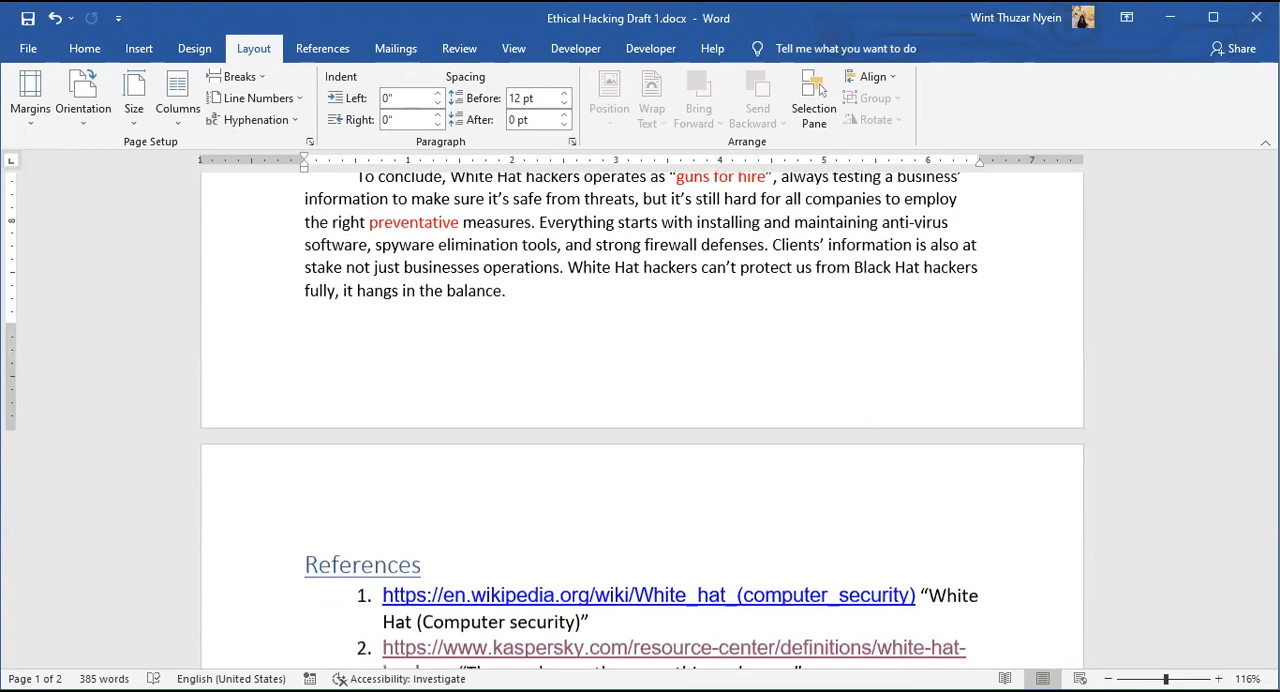 Ethical Hacking Draft 1.docx - Word
Wint Thuzar Nyein
File Home Insert Design Layout References Mailings Review View Developer Developer Help Tell me what you want to do Share
Margins Orientation Size Columns Breaks Line Numbers Hyphenation
Page Setup
Indent Spacing
Left: 0" Before: 12 pt
Right: 0" After: 0 pt
Paragraph
Position Wrap Text Bring Forward Send Backward Selection Pane Align Group Rotate
Arrange
1 1 2 3 4 5 6 7
8
To conclude, White Hat hackers operates as “guns for hire”, always testing a business’
information to make sure it’s safe from threats, but it’s still hard for all companies to employ
the right preventative measures. Everything starts with installing and maintaining anti-virus
software, spyware elimination tools, and strong firewall defenses. Clients’ information is also at
stake not just businesses operations. White Hat hackers can’t protect us from Black Hat hackers
fully, it hangs in the balance.
References
1. https://en.wikipedia.org/wiki/White_hat_(computer_security) “White
Hat (Computer security)”
2. https://www.kaspersky.com/resource-center/definitions/white-hat-
Page 1 of 2 385 words English (United States) Accessibility: Investigate 116%